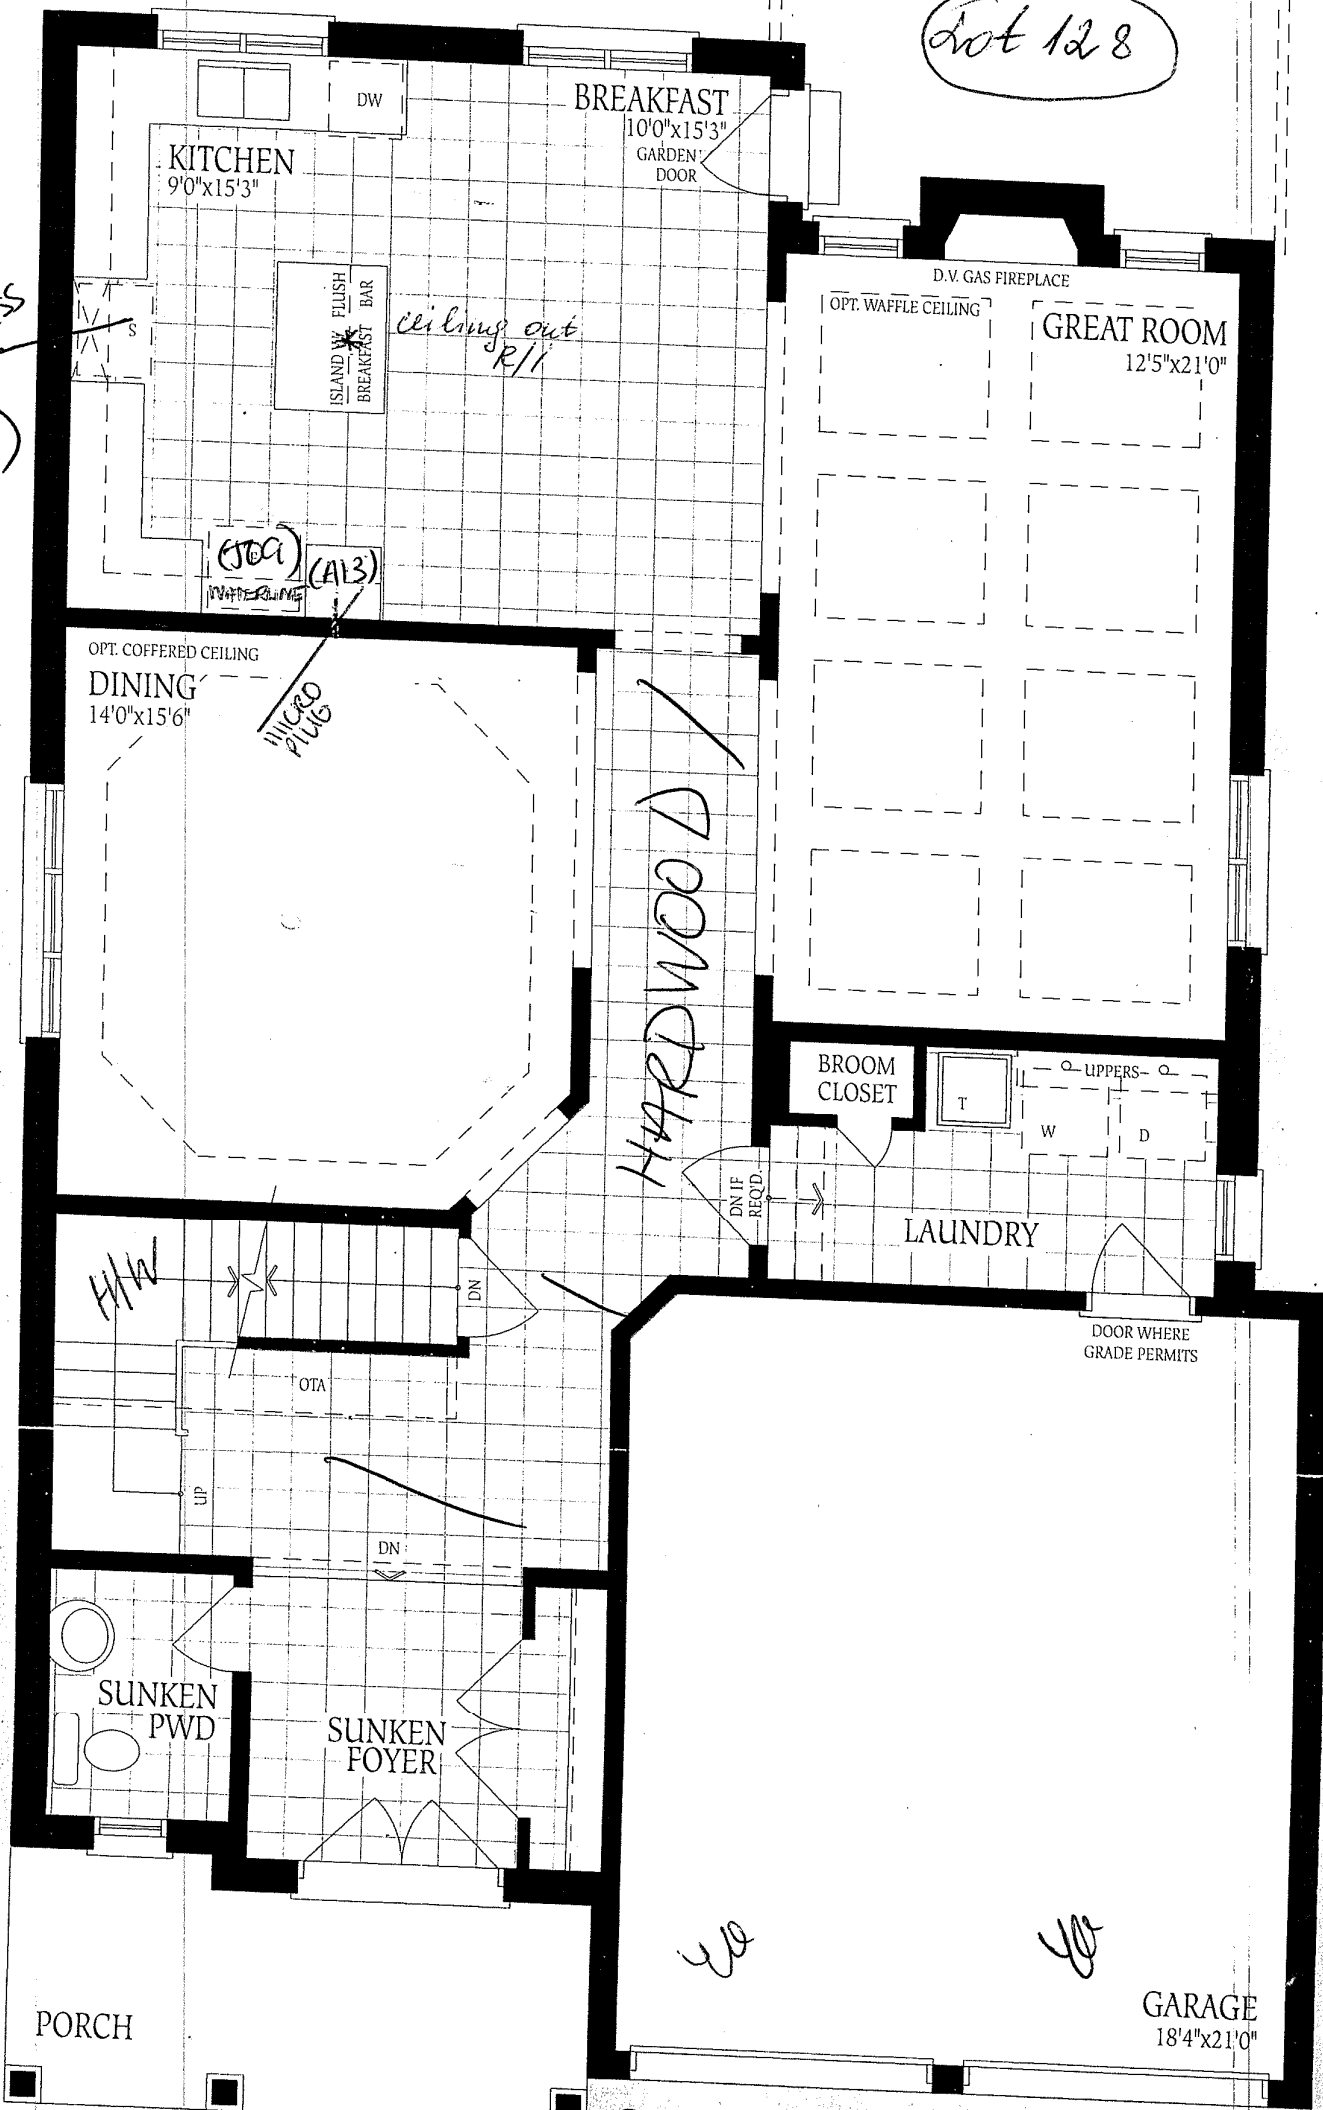 Lot 128
DW
BREAKFAST
10'0"x15'3"
GARDEN
DOOR
KITCHEN
9'0"x15'3"
S
ISLAND W/ FLUSH
BREAKFAST BAR
ceiling out
R/I
D.V. GAS FIREPLACE
OPT. WAFFLE CEILING
GREAT ROOM
12'5"x21'0"
WATERLINE
(A13)
MICRO
PLUG
OPT. COFFERED CEILING
DINING
14'0"x15'6"
HARDWOOD
BROOM
CLOSET
T
UPPERS
W
D
DN IF
REQ'D
LAUNDRY
H/W
DN
DOOR WHERE
GRADE PERMITS
OTA
UP
DN
SUNKEN
PWD
SUNKEN
FOYER
PORCH
GARAGE
18'4"x21'0"